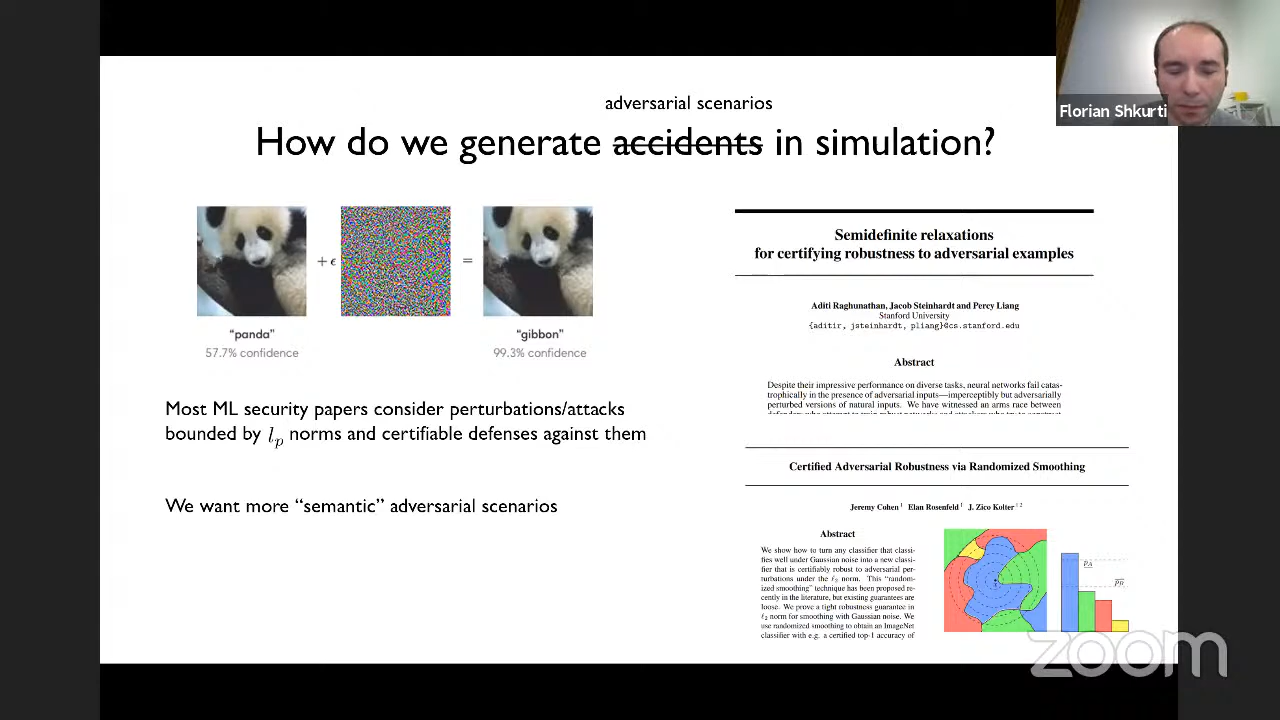 adversarial scenarios
How do we generate accidents in simulation?
Florian Shkurti
+ ϵ
=
"panda"
57.7% confidence
"gibbon"
99.3% confidence
Most ML security papers consider perturbations/attacks
bounded by lₚ norms and certifiable defenses against them
We want more “semantic” adversarial scenarios
Semidefinite relaxations
for certifying robustness to adversarial examples
Aditi Raghunathan, Jacob Steinhardt and Percy Liang
Stanford University
{aditir, jsteinhardt, pliang}@cs.stanford.edu
Abstract
Despite their impressive performance on diverse tasks, neural networks fail catas-
trophically in the presence of adversarial inputs—imperceptibly but adversarially
perturbed versions of natural inputs. We have witnessed an arms race between
Certified Adversarial Robustness via Randomized Smoothing
Jeremy Cohen 1 Elan Rosenfeld 1 J. Zico Kolter 1 2
Abstract
We show how to turn any classifier that classi-
fies well under Gaussian noise into a new classi-
fier that is certifiably robust to adversarial per-
turbations under the ℓ2 norm. This “random-
ized smoothing” technique has been proposed re-
cently in the literature, but existing guarantees are
loose. We prove a tight robustness guarantee in
ℓ2 norm for smoothing with Gaussian noise. We
use randomized smoothing to obtain an ImageNet
classifier with e.g. a certified top-1 accuracy of
pA
pB
zoom